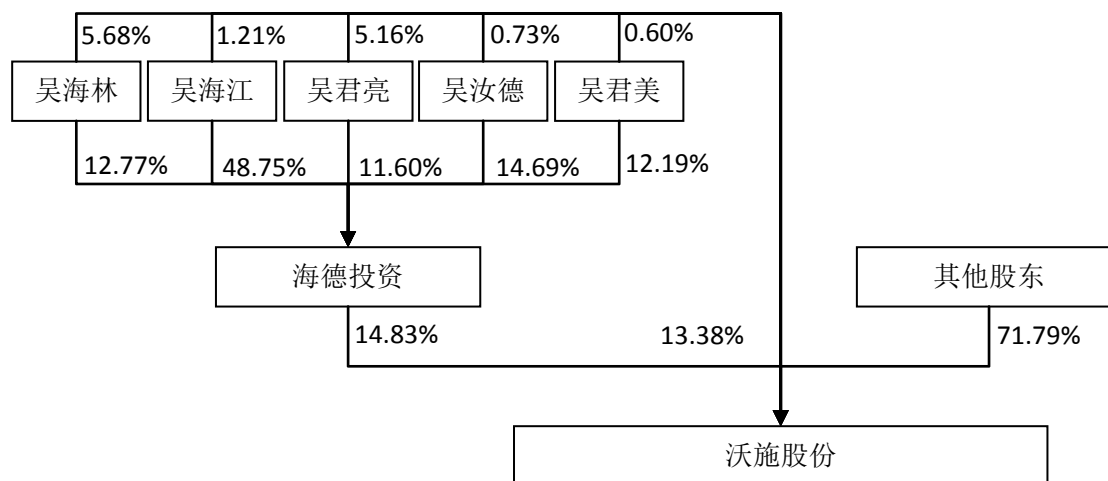 5.68% 1.21% 5.16% 0.73% 0.60%
吴海林 吴海江 吴君亮 吴汝德 吴君美
12.77% 48.75% 11.60% 14.69% 12.19%
海德投资 其他股东
14.83% 13.38% 71.79%
沃施股份